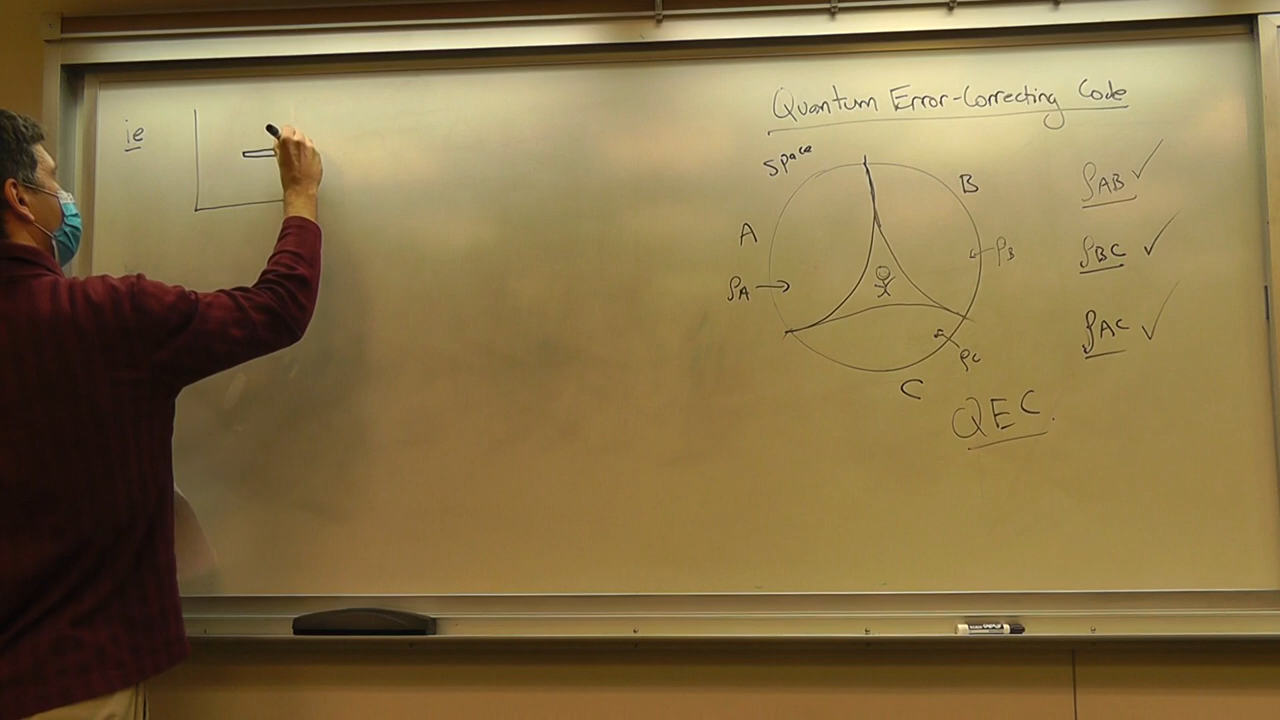 ie
Quantum Error-Correcting Code
Space
A
B
ρA
ρB
ρC
C
ρAB ✓
ρBC ✓
ρAC ✓
QEC.